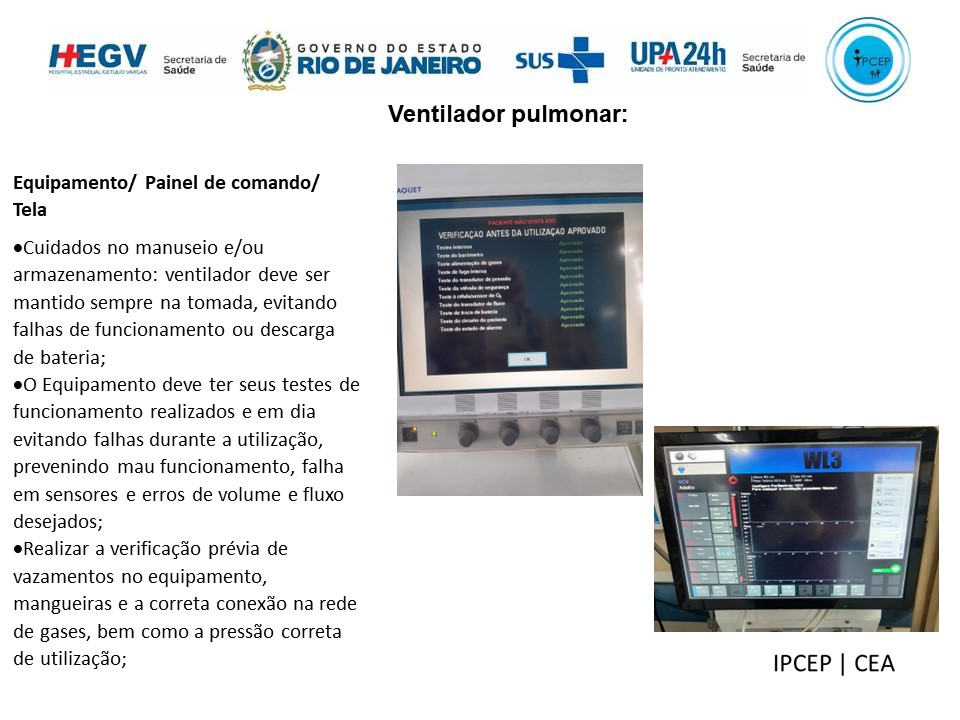 HEGV
HOSPITAL ESTADUAL GETÚLIO VARGAS
Secretaria de
Saúde
GOVERNO DO ESTADO
RIO DE JANEIRO
SUS
UPA 24h
UNIDADE DE PRONTO ATENDIMENTO
Secretaria de
Saúde
IPCEP
Ventilador pulmonar:
Equipamento/ Painel de comando/
Tela
•Cuidados no manuseio e/ou
armazenamento: ventilador deve ser
mantido sempre na tomada, evitando
falhas de funcionamento ou descarga
de bateria;
•O Equipamento deve ter seus testes de
funcionamento realizados e em dia
evitando falhas durante a utilização,
prevenindo mau funcionamento, falha
em sensores e erros de volume e fluxo
desejados;
•Realizar a verificação prévia de
vazamentos no equipamento,
mangueiras e a correta conexão na rede
de gases, bem como a pressão correta
de utilização;
AQUET
PACIENTE NÃO VENTILADO
VERIFICAÇAO ANTES DA UTILIZAÇAO APROVADO
Testes internos Aprovado
Teste do barômetro Aprovado
Teste alimentação de gases Aprovado
Teste de fuga interna Aprovado
Teste do transdutor de pressão Aprovado
Teste da válvula de segurança Aprovado
Teste à célula/sensor de O₂ Aprovado
Teste do transdutor de fluxo Aprovado
Teste de troca de bateria Aprovado
Teste do circuito do paciente Aprovado
Teste do estado de alarme Aprovado
OK
WL3
VCV
Adulto
IPCEP | CEA